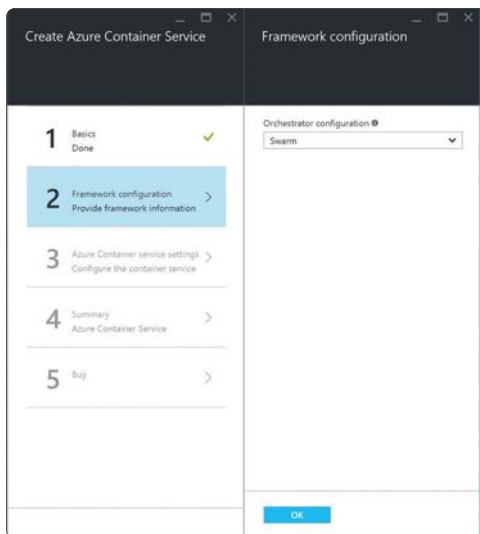 Create Azure Container Service
1 Basics
Done
2 Framework configuration
Provide framework information
3 Azure Container service settings
Configure the container service
4 Summary
Azure Container Service
5 Buy
Framework configuration
Orchestrator configuration
Swarm
OK